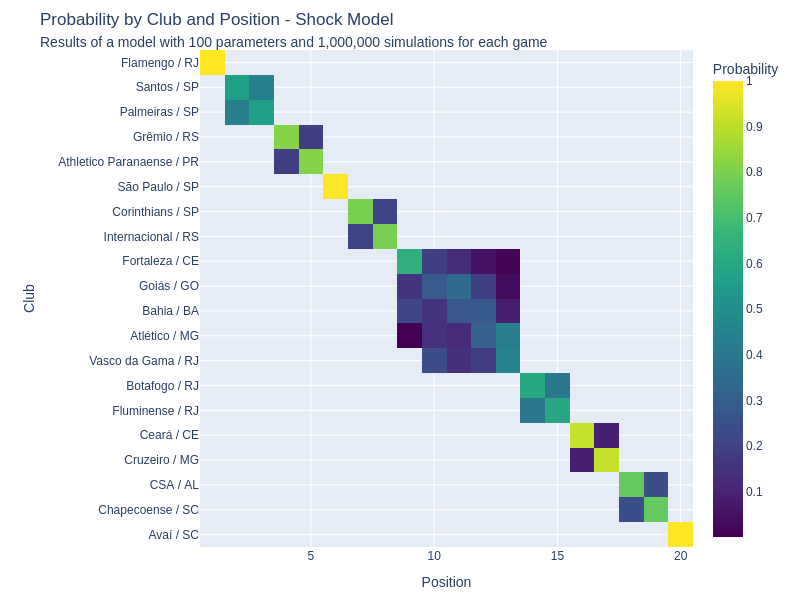 Probability by Club and Position - Shock Model
Results of a model with 100 parameters and 1,000,000 simulations for each game
Probability
Flamengo / RJ
Santos / SP
Palmeiras / SP
Grêmio / RS
Athletico Paranaense / PR
São Paulo / SP
Corinthians / SP
Internacional / RS
Fortaleza / CE
Goiás / GO
Bahia / BA
Atlético / MG
Vasco da Gama / RJ
Botafogo / RJ
Fluminense / RJ
Ceará / CE
Cruzeiro / MG
CSA / AL
Chapecoense / SC
Avaí / SC
Club
5
10
15
20
Position
1
0.9
0.8
0.7
0.6
0.5
0.4
0.3
0.2
0.1